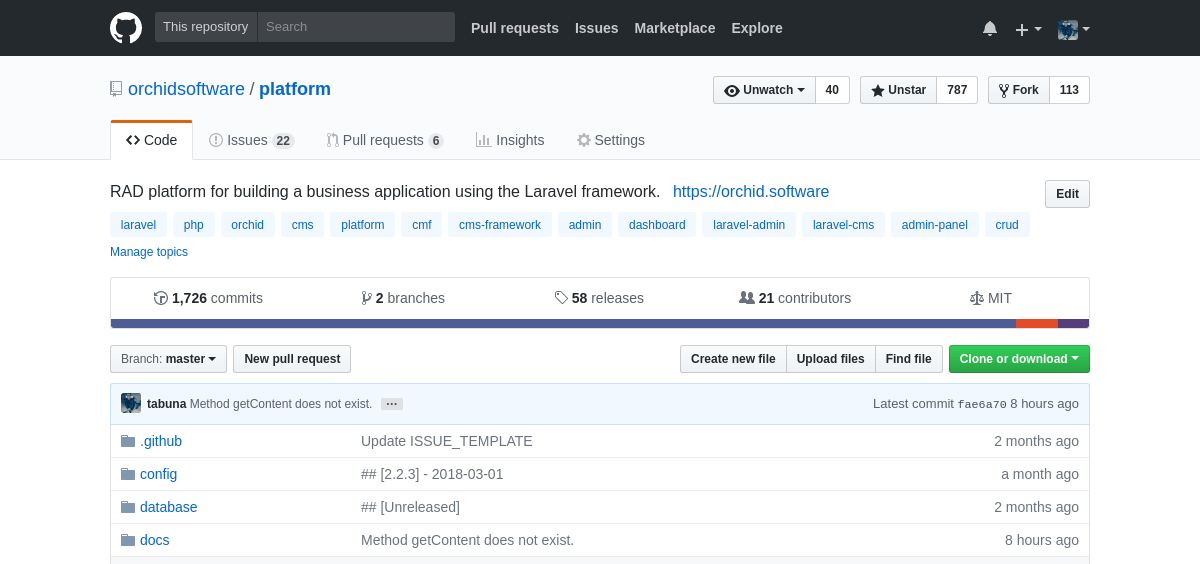 This repository Search Pull requests Issues Marketplace Explore
orchidsoftware / platform Unwatch 40 Unstar 787 Fork 113
Code Issues 22 Pull requests 6 Insights Settings
RAD platform for building a business application using the Laravel framework. https://orchid.software Edit
laravel php orchid cms platform cmf cms-framework admin dashboard laravel-admin laravel-cms admin-panel crud
Manage topics
1,726 commits 2 branches 58 releases 21 contributors MIT
Branch: master New pull request Create new file Upload files Find file Clone or download
tabuna Method getContent does not exist. ... Latest commit fae6a70 8 hours ago
.github Update ISSUE_TEMPLATE 2 months ago
config ## [2.2.3] - 2018-03-01 a month ago
database ## [Unreleased] 2 months ago
docs Method getContent does not exist. 8 hours ago